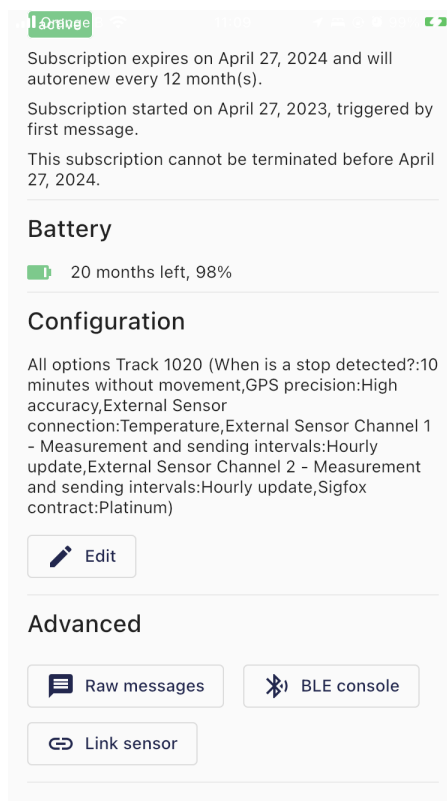 Orange
active
Subscription expires on April 27, 2024 and will
autorenew every 12 month(s).
Subscription started on April 27, 2023, triggered by
first message.
This subscription cannot be terminated before April
27, 2024.
Battery
20 months left, 98%
Configuration
All options Track 1020 (When is a stop detected?:10
minutes without movement,GPS precision:High
accuracy,External Sensor
connection:Temperature,External Sensor Channel 1
- Measurement and sending intervals:Hourly
update,External Sensor Channel 2 - Measurement
and sending intervals:Hourly update,Sigfox
contract:Platinum)
Edit
Advanced
Raw messages
BLE console
Link sensor